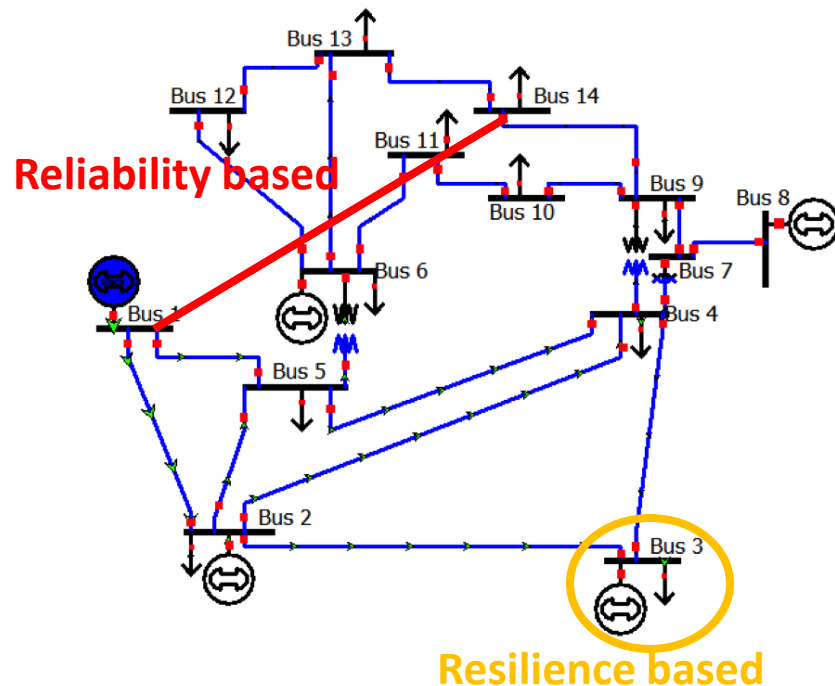 Bus 13
Bus 12
Bus 14
Bus 11
Reliability based
Bus 10
Bus 9
Bus 8
Bus 7
Bus 6
Bus 1
Bus 4
Bus 5
Bus 2
Bus 3
Resilience based